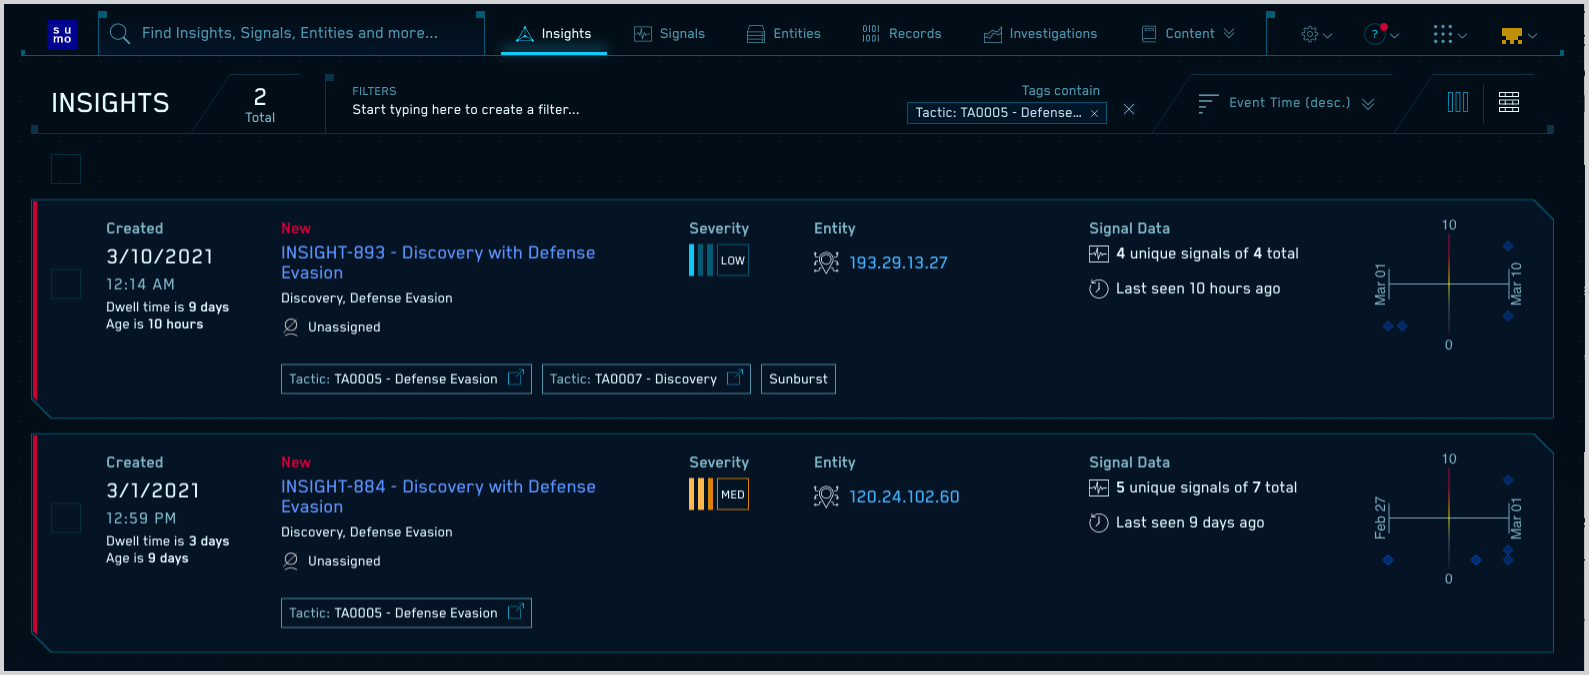 su
mo
Find Insights, Signals, Entities and more...
Insights
Signals
Entities
Records
Investigations
Content
?
INSIGHTS
2
Total
FILTERS
Start typing here to create a filter...
Tags contain
Tactic: TA0005 - Defense...
Event Time (desc.)
Created
3/10/2021
12:14 AM
Dwell time is 9 days
Age is 10 hours
New
INSIGHT-893 - Discovery with Defense
Evasion
Discovery, Defense Evasion
Unassigned
Tactic: TA0005 - Defense Evasion
Tactic: TA0007 - Discovery
Sunburst
Severity
LOW
Entity
193.29.13.27
Signal Data
4 unique signals of 4 total
Last seen 10 hours ago
10
Mar 01
Mar 10
0
Created
3/1/2021
12:59 PM
Dwell time is 3 days
Age is 9 days
New
INSIGHT-884 - Discovery with Defense
Evasion
Discovery, Defense Evasion
Unassigned
Tactic: TA0005 - Defense Evasion
Severity
MED
Entity
120.24.102.60
Signal Data
5 unique signals of 7 total
Last seen 9 days ago
10
Feb 27
Mar 01
0